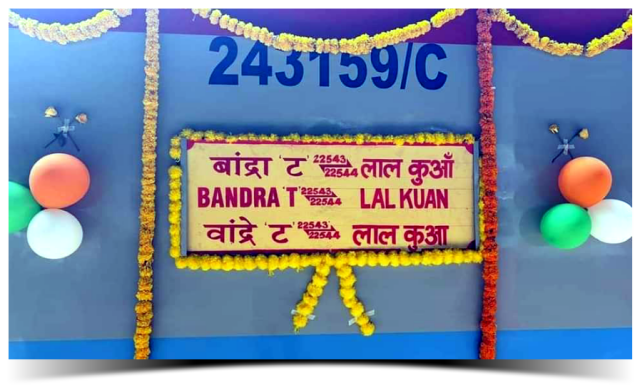 243159/C
बांद्रा 'ट' 22543 22544 लाल कुआँ
BANDRA 'T' 22543 22544 LAL KUAN
वांद्रे 'ट' 22543 22544 लाल कुआ